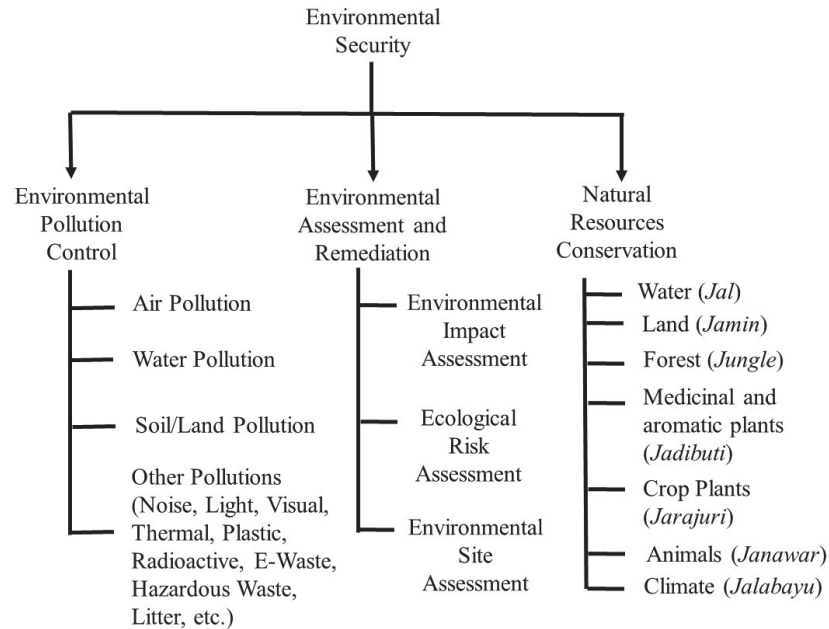 Environmental
Security
Environmental
Pollution
Control
Air Pollution
Water Pollution
Soil/Land Pollution
Other Pollutions
(Noise, Light, Visual,
Thermal, Plastic,
Radioactive, E-Waste,
Hazardous Waste,
Litter, etc.)
Environmental
Assessment and
Remediation
Environmental
Impact
Assessment
Ecological
Risk
Assessment
Environmental
Site
Assessment
Natural
Resources
Conservation
Water (Jal)
Land (Jamin)
Forest (Jungle)
Medicinal and
aromatic plants
(Jadibuti)
Crop Plants
(Jarajuri)
Animals (Janawar)
Climate (Jalabayu)